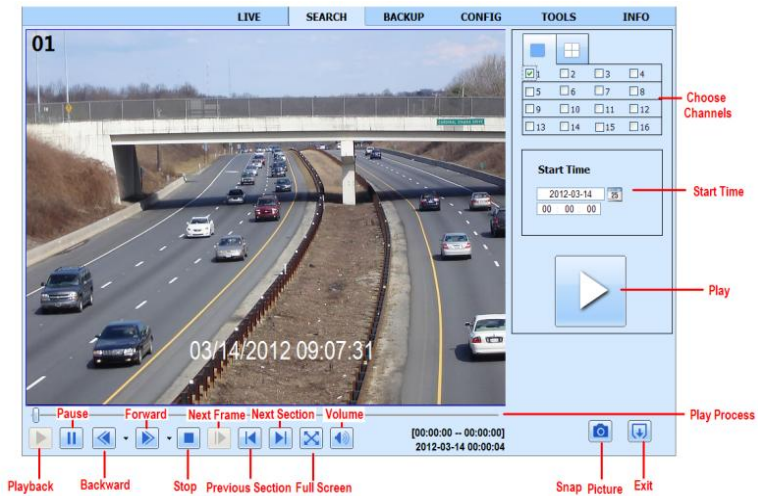 LIVE SEARCH BACKUP CONFIG TOOLS INFO
01
1 2 3 4
5 6 7 8
9 10 11 12
13 14 15 16
Choose
Channels
Start Time
2012-03-14 25
00 00 00
Start Time
Play
03/14/2012 09:07:31
Play Process
Pause Forward Next Frame Next Section Volume
[00:00:00 -- 00:00:00]
2012-03-14 00:00:04
Playback Backward Stop Previous Section Full Screen Snap Picture Exit